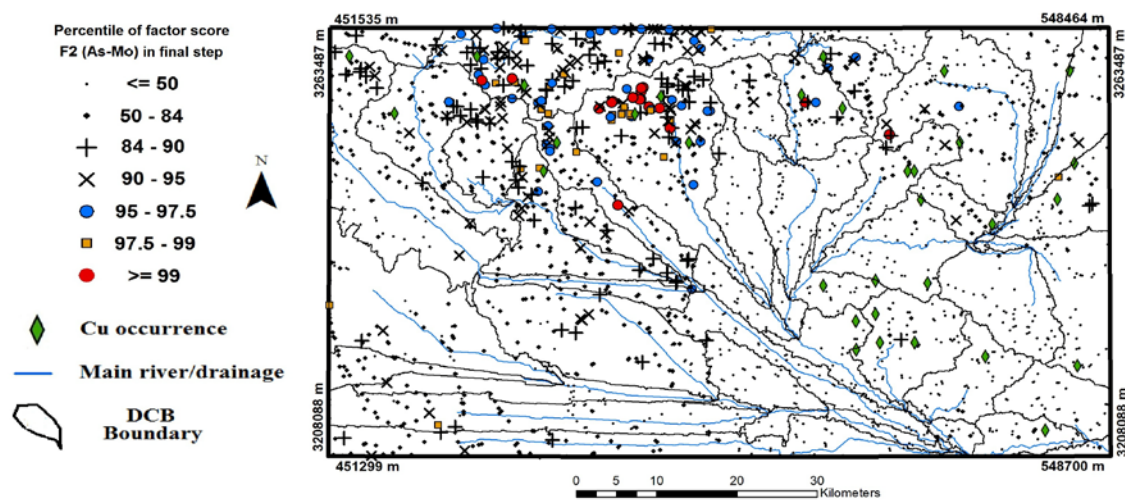 Percentile of factor score
F2 (As-Mo) in final step
<= 50
50 - 84
84 - 90
90 - 95
95 - 97.5
97.5 - 99
>= 99
Cu occurrence
Main river/drainage
DCB
Boundary
N
451535 m
548464 m
3263487 m
3263487 m
3208088 m
3208088 m
451299 m
548700 m
0 5 10 20 30
Kilometers